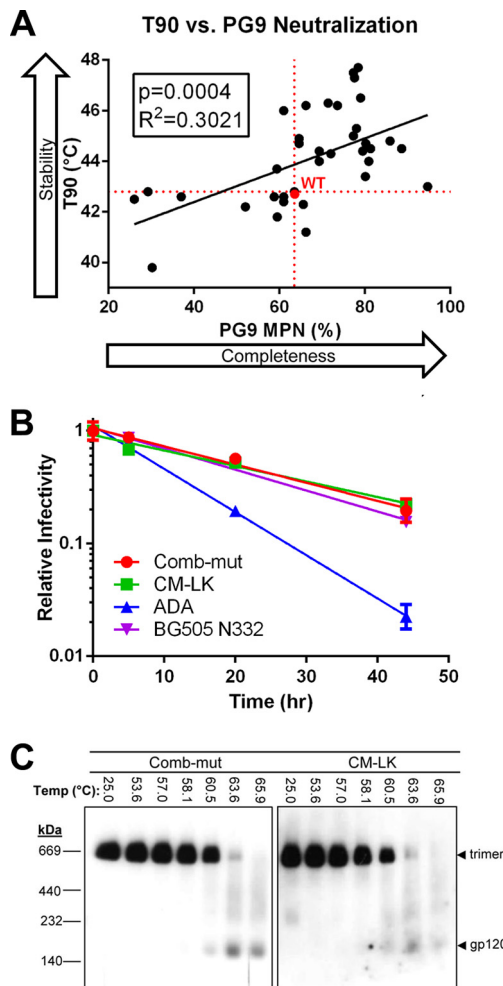 A
T90 vs. PG9 Neutralization
p=0.0004
R²=0.3021
WT
48
46
44
42
40
Stability
T90 (°C)
20 40 60 80 100
PG9 MPN (%)
Completeness
B
1
0.1
0.01
Relative Infectivity
Comb-mut
CM-LK
ADA
BG505 N332
0 10 20 30 40 50
Time (hr)
C
Comb-mut CM-LK
Temp (°C): 25.0 53.6 57.0 58.1 60.5 63.6 65.9 25.0 53.6 57.0 58.1 60.5 63.6 65.9
kDa
669
440
232
140
trimer
gp120